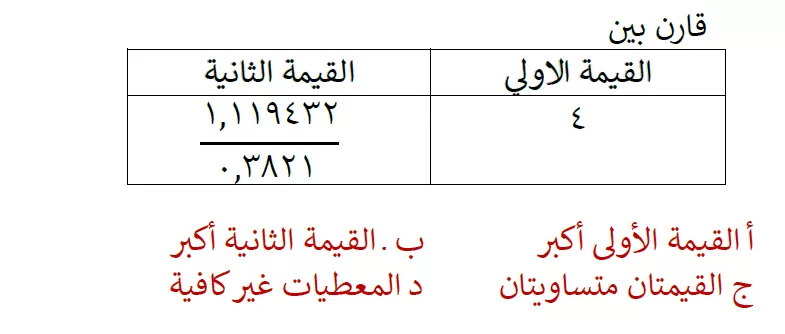 قارن بين
القيمة الاولي القيمة الثانية
٤ ١,١١٩٤٣٢
٠,٣٨٢١
أ القيمة الأولى أكبر ب . القيمة الثانية أكبر
ج القيمتان متساويتان د المعطيات غير كافية